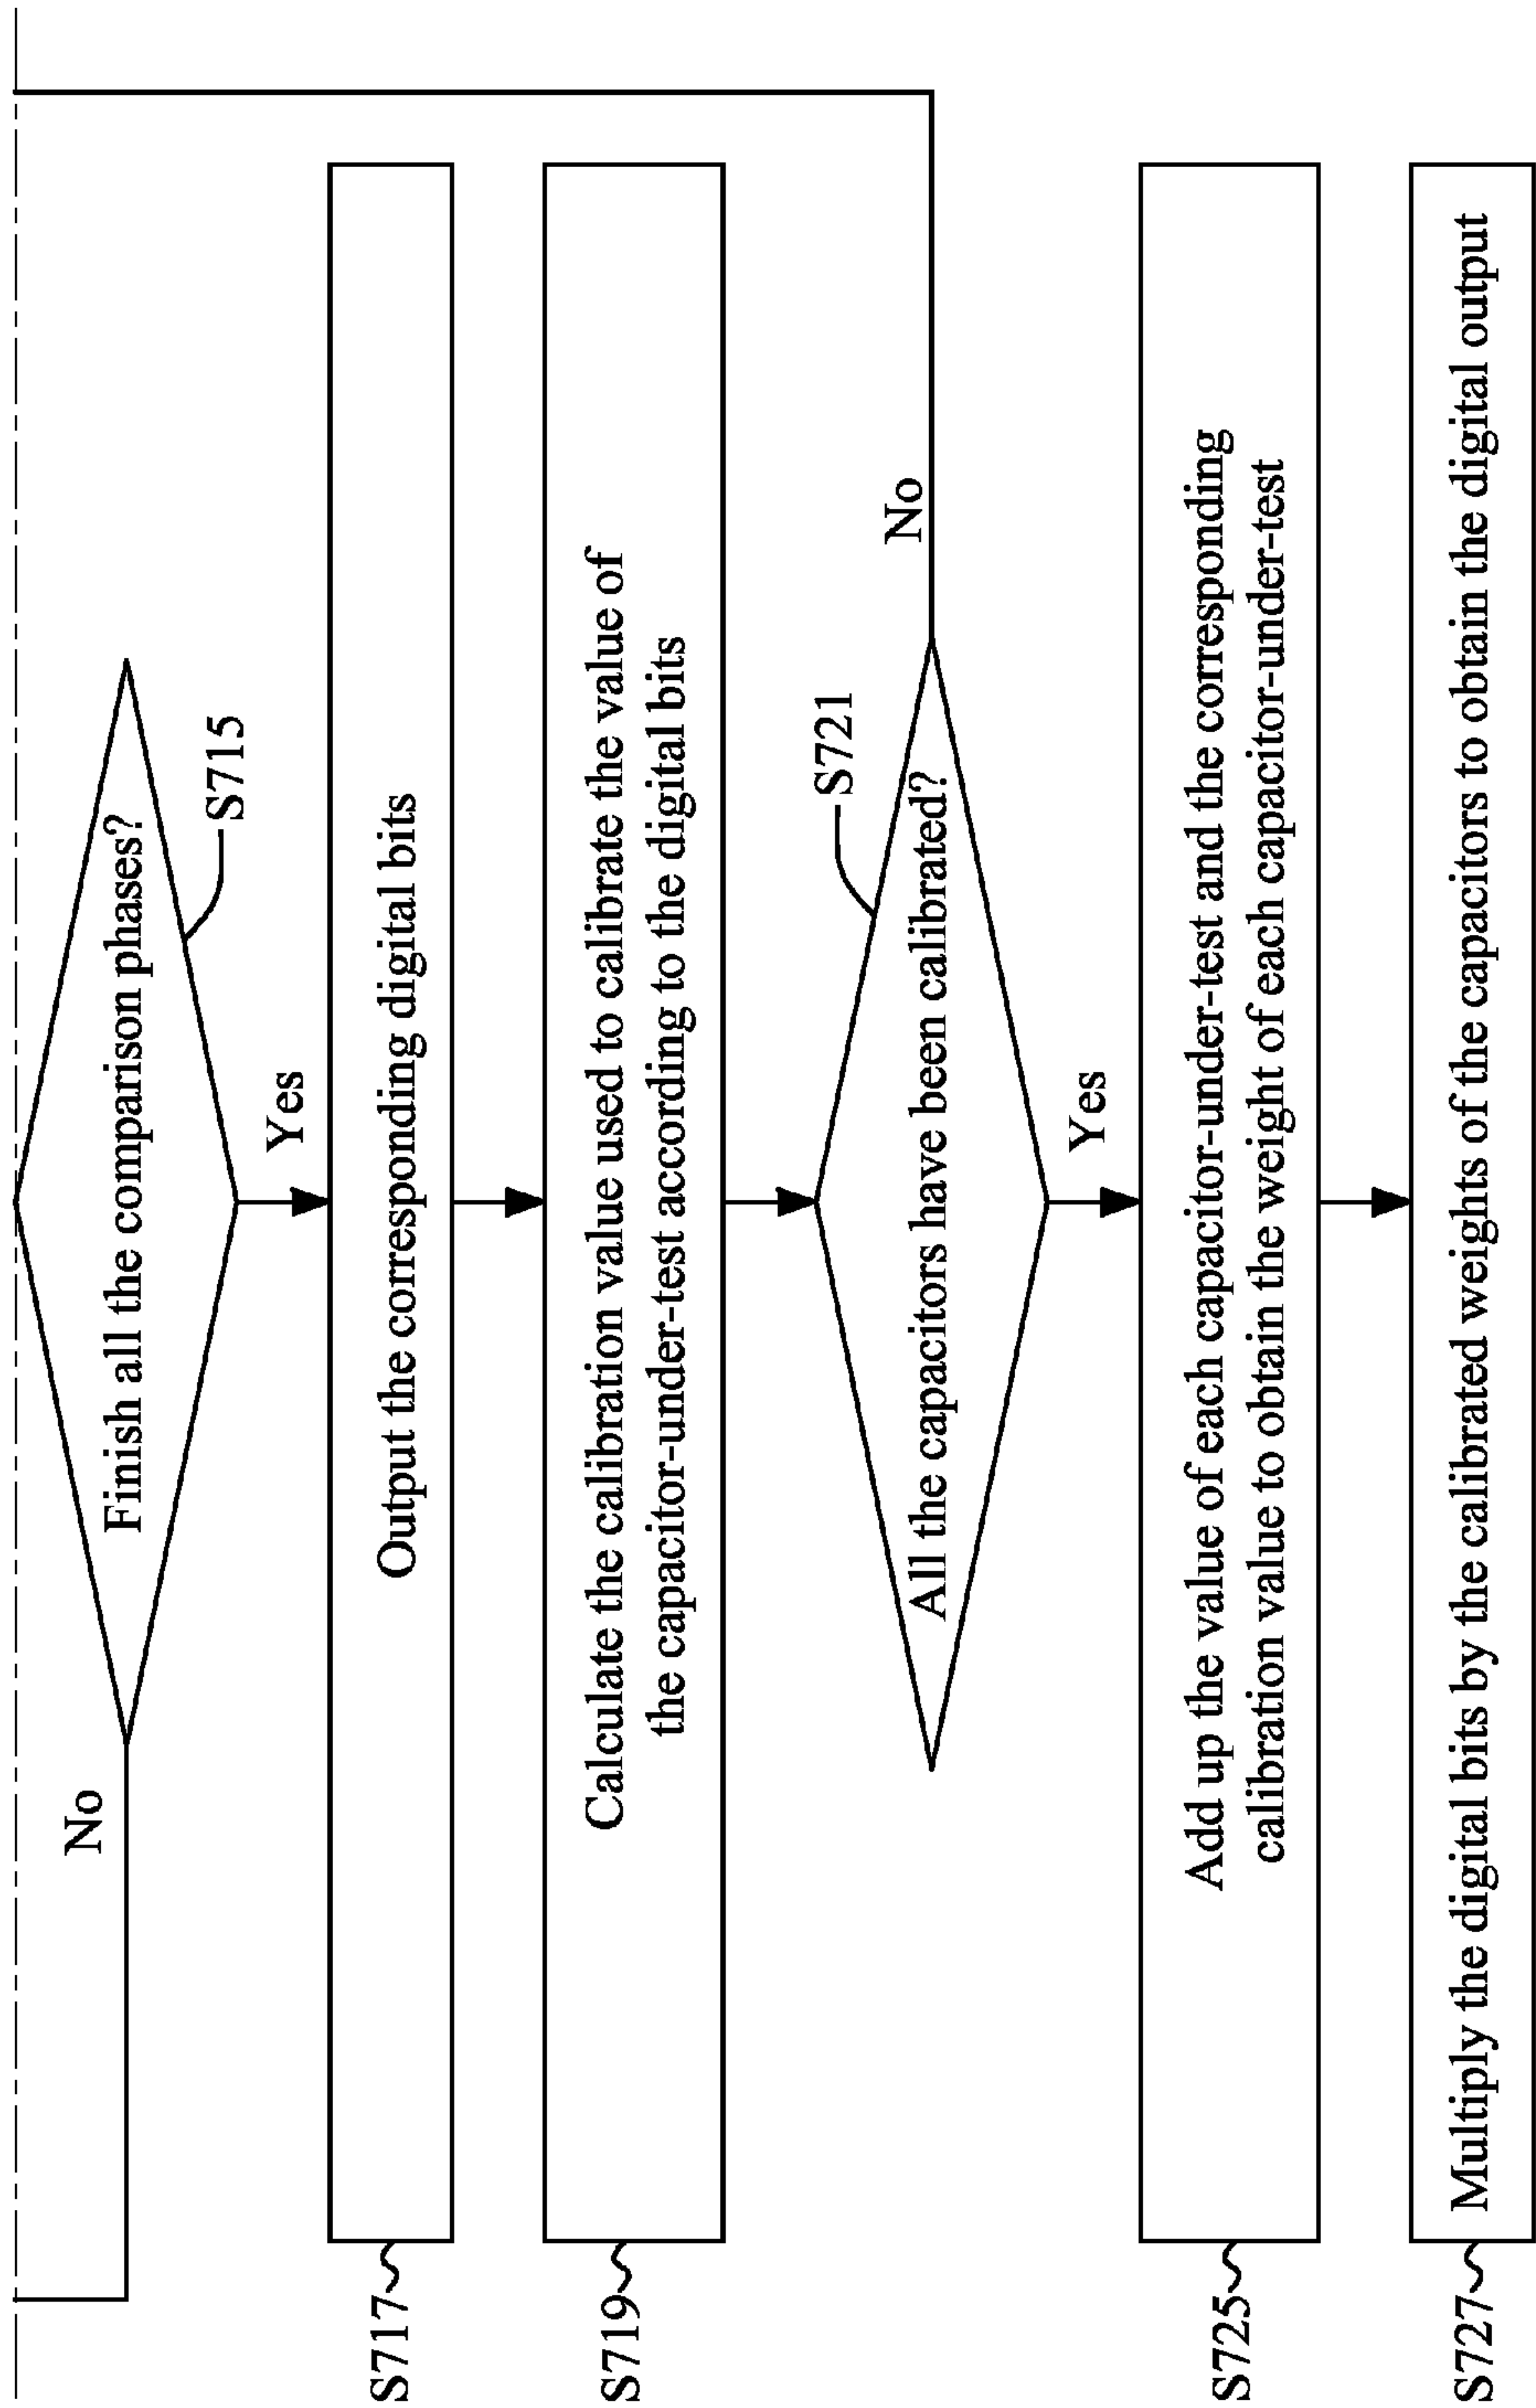 No
Finish all the comparison phases?
S715
Yes
S717
Output the corresponding digital bits
S719
Calculate the calibration value used to calibrate the value of
the capacitor-under-test according to the digital bits
S721
All the capacitors have been calibrated?
No
Yes
S725
Add up the value of each capacitor-under-test and the corresponding
calibration value to obtain the weight of each capacitor-under-test
S727
Multiply the digital bits by the calibrated weights of the capacitors to obtain the digital output